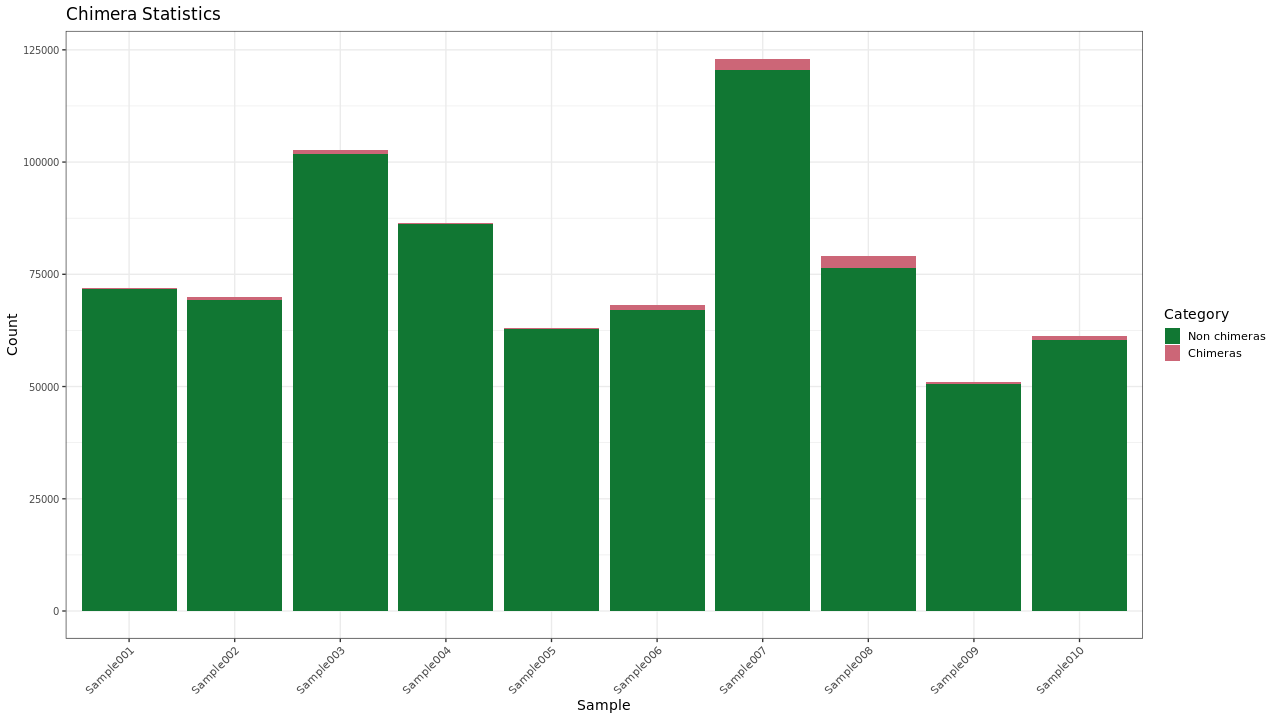 Chimera Statistics
125000
100000
75000
50000
25000
0
Count
Sample001
Sample002
Sample003
Sample004
Sample005
Sample006
Sample007
Sample008
Sample009
Sample010
Sample
Category
Non chimeras
Chimeras